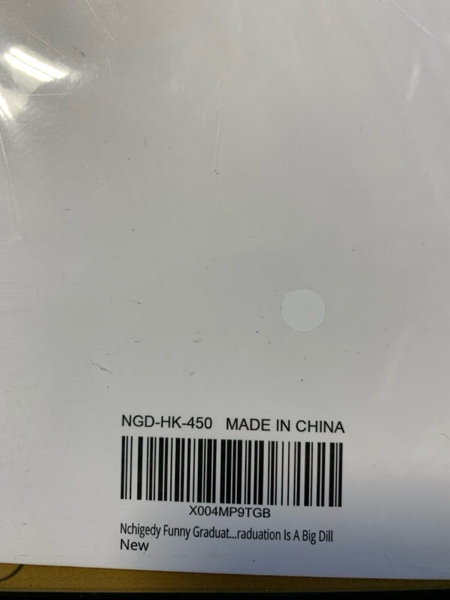 NGD-HK-450 MADE IN CHINA
X004MP9TGB
Nchigedy Funny Graduat...raduation Is A Big Dill
New